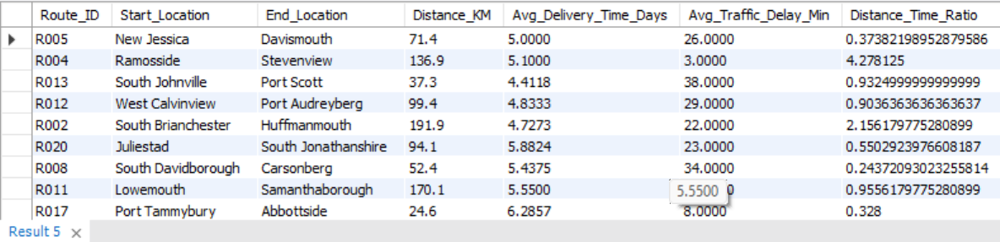 Route_ID Start_Location End_Location Distance_KM Avg_Delivery_Time_Days Avg_Traffic_Delay_Min Distance_Time_Ratio
R005 New Jessica Davismouth 71.4 5.0000 26.0000 0.37382198952879586
R004 Ramosside Stevenview 136.9 5.1000 3.0000 4.278125
R013 South Johnville Port Scott 37.3 4.4118 38.0000 0.9324999999999999
R012 West Calvinview Port Audreyberg 99.4 4.8333 29.0000 0.9036363636363637
R002 South Brianchester Huffmanmouth 191.9 4.7273 22.0000 2.156179775280899
R020 Juliestad South Jonathanshire 94.1 5.8824 23.0000 0.5502923976608187
R008 South Davidborough Carsonberg 52.4 5.4375 34.0000 0.24372093023255814
R011 Lowemouth Samanthaborough 170.1 5.5500 5.5500 0.9556179775280899
R017 Port Tammybury Abbottside 24.6 6.2857 8.0000 0.328
Result 5